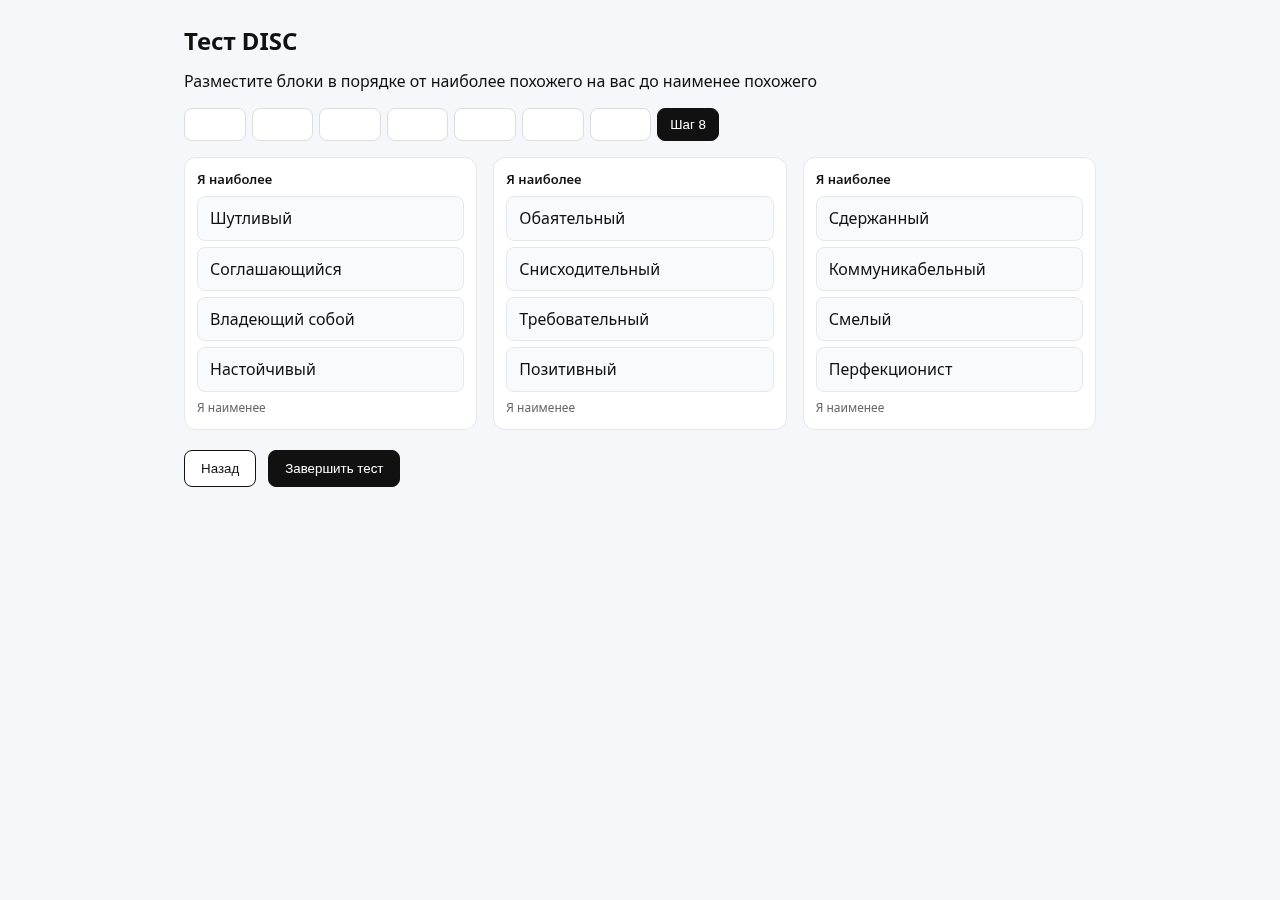 Тест DISC
Разместите блоки в порядке от наиболее похожего на вас до наименее похожего
Шаг 8
Я наиболее
Шутливый
Соглашающийся
Владеющий собой
Настойчивый
Я наименее
Я наиболее
Обаятельный
Снисходительный
Требовательный
Позитивный
Я наименее
Я наиболее
Сдержанный
Коммуникабельный
Смелый
Перфекционист
Я наименее
Назад
Завершить тест